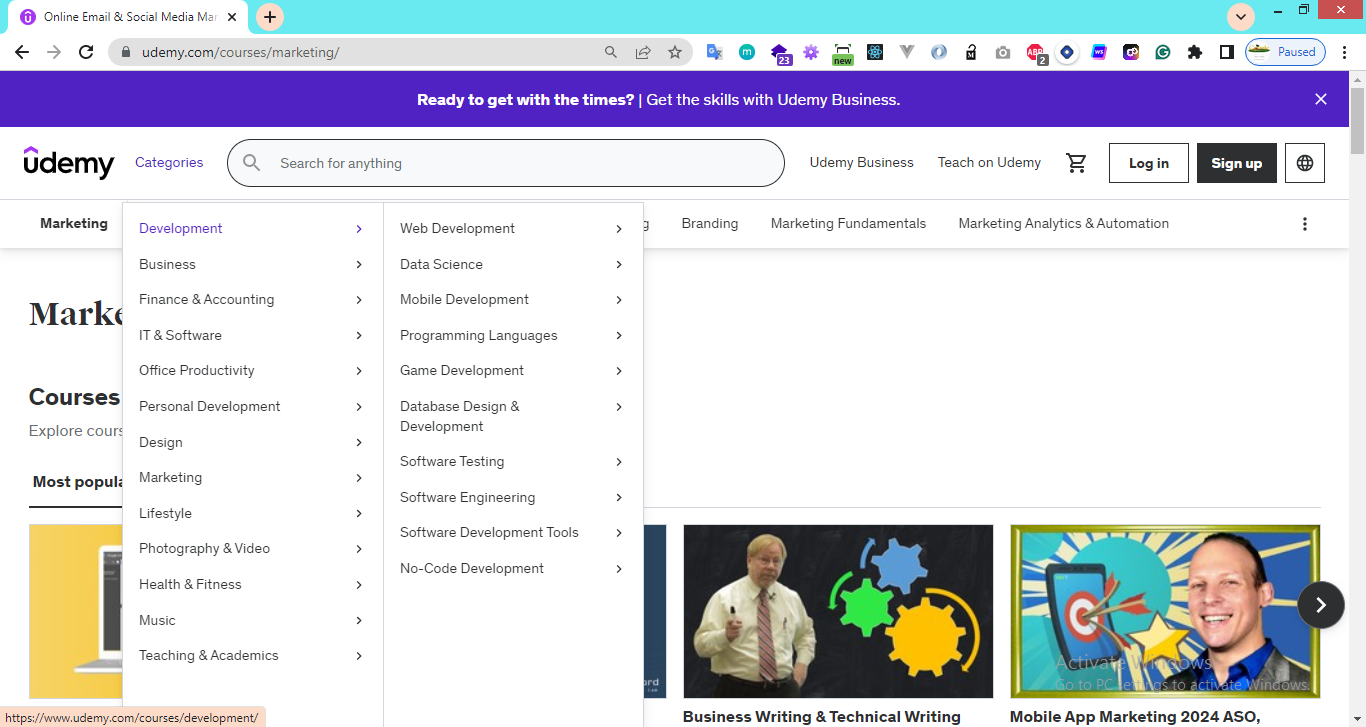 Online Email & Social Media Mar
udemy.com/courses/marketing/
23
new
2
Paused
Ready to get with the times? | Get the skills with Udemy Business.
udemy
Categories
Search for anything
Udemy Business
Teach on Udemy
Log in
Sign up
Marketing
g
Branding
Marketing Fundamentals
Marketing Analytics & Automation
Development
Business
Finance & Accounting
IT & Software
Office Productivity
Personal Development
Design
Marketing
Lifestyle
Photography & Video
Health & Fitness
Music
Teaching & Academics
Web Development
Data Science
Mobile Development
Programming Languages
Game Development
Database Design &
Development
Software Testing
Software Engineering
Software Development Tools
No-Code Development
Marke
Courses
Explore cours
Most popula
Business Writing & Technical Writing
Mobile App Marketing 2024 ASO,
Activate Windows
Go to PC settings to activate Windows.
https://www.udemy.com/courses/development/